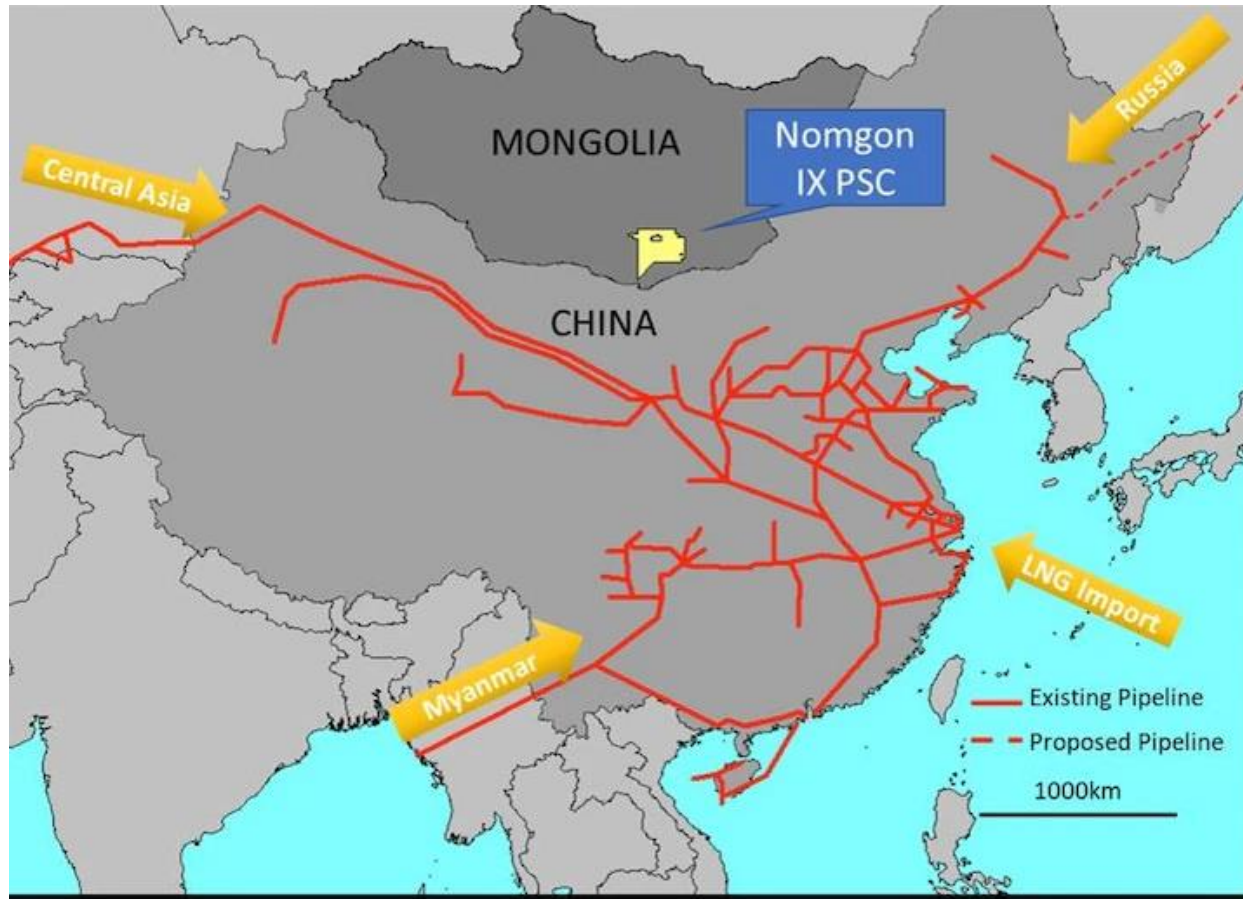 Russia
MONGOLIA
Nomgon
IX PSC
Central Asia
CHINA
LNG Import
Myanmar
Existing Pipeline
Proposed Pipeline
1000km